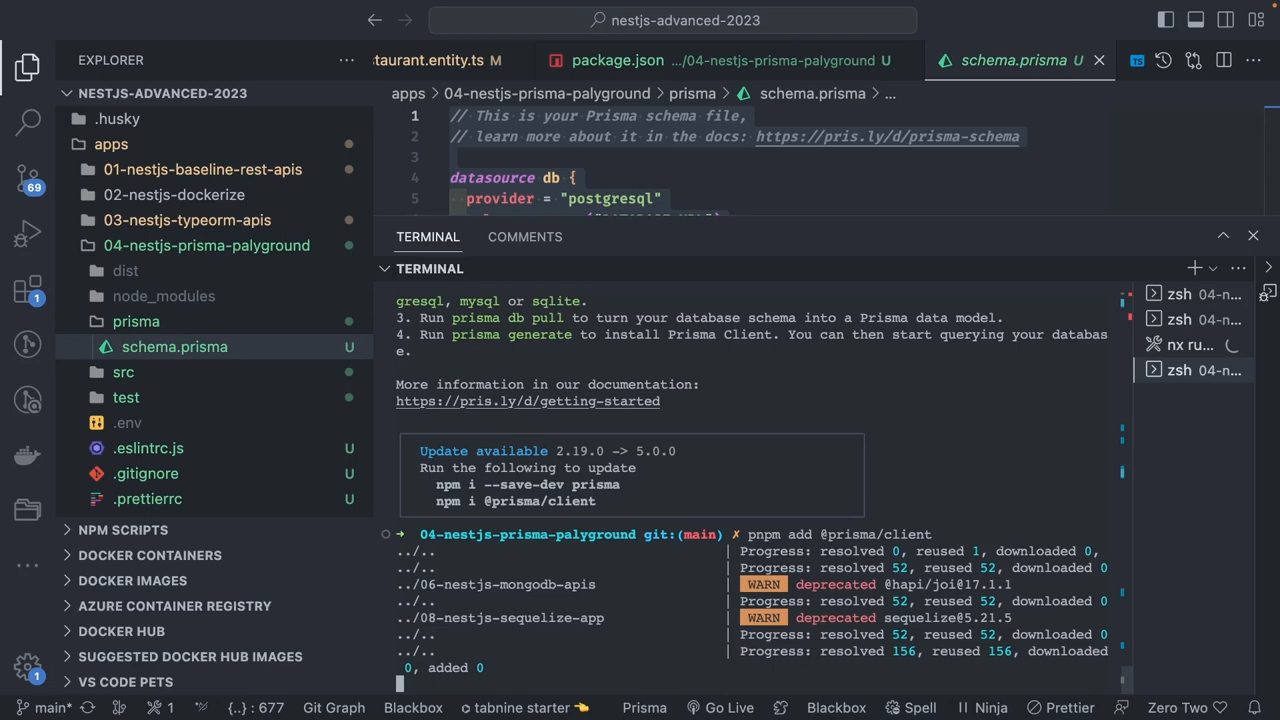 nestjs-advanced-2023
EXPLORER
NESTJS-ADVANCED-2023
.husky
apps
01-nestjs-baseline-rest-apis
02-nestjs-dockerize
03-nestjs-typeorm-apis
04-nestjs-prisma-palyground
dist
node_modules
prisma
schema.prisma U
src
test
.env
.eslintrc.js U
.gitignore U
.prettierrc U
NPM SCRIPTS
DOCKER CONTAINERS
DOCKER IMAGES
AZURE CONTAINER REGISTRY
DOCKER HUB
SUGGESTED DOCKER HUB IMAGES
VS CODE PETS
69
1
1
taurant.entity.ts M
package.json .../04-nestjs-prisma-palyground U
schema.prisma U
TS
apps > 04-nestjs-prisma-palyground > prisma > schema.prisma > ...
1 // This is your Prisma schema file,
2 // learn more about it in the docs: https://pris.ly/d/prisma-schema
3
4 datasource db {
5 provider = "postgresql"
TERMINAL COMMENTS
TERMINAL
gresql, mysql or sqlite.
3. Run prisma db pull to turn your database schema into a Prisma data model.
4. Run prisma generate to install Prisma Client. You can then start querying your databas
e.
More information in our documentation:
https://pris.ly/d/getting-started
Update available 2.19.0 -> 5.0.0
Run the following to update
npm i --save-dev prisma
npm i @prisma/client
➜ 04-nestjs-prisma-palyground git:(main) ✗ pnpm add @prisma/client
../.. | Progress: resolved 0, reused 1, downloaded 0,
../.. | Progress: resolved 52, reused 52, downloaded 0
../06-nestjs-mongodb-apis | WARN deprecated @hapi/joi@17.1.1
../.. | Progress: resolved 52, reused 52, downloaded 0
../08-nestjs-sequelize-app | WARN deprecated sequelize@5.21.5
../.. | Progress: resolved 52, reused 52, downloaded 0
../.. | Progress: resolved 156, reused 156, downloaded
0, added 0
zsh 04-n...
zsh 04-n...
nx ru...
zsh 04-n...
main* 1 {..} : 677 Git Graph Blackbox tabnine starter Prisma Go Live Blackbox Spell Ninja Prettier Zero Two